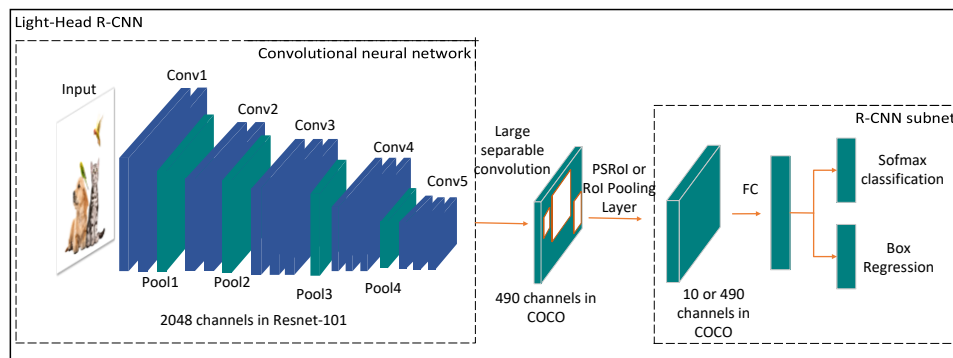 Light-Head R-CNN
Convolutional neural network
Input
Conv1
Conv2
Conv3
Conv4
Conv5
Pool1
Pool2
Pool3
Pool4
2048 channels in Resnet-101
Large
separable
convolution
490 channels in
COCO
PSRoI or
RoI Pooling
Layer
R-CNN subnet
10 or 490
channels in
COCO
FC
Sofmax
classification
Box
Regression